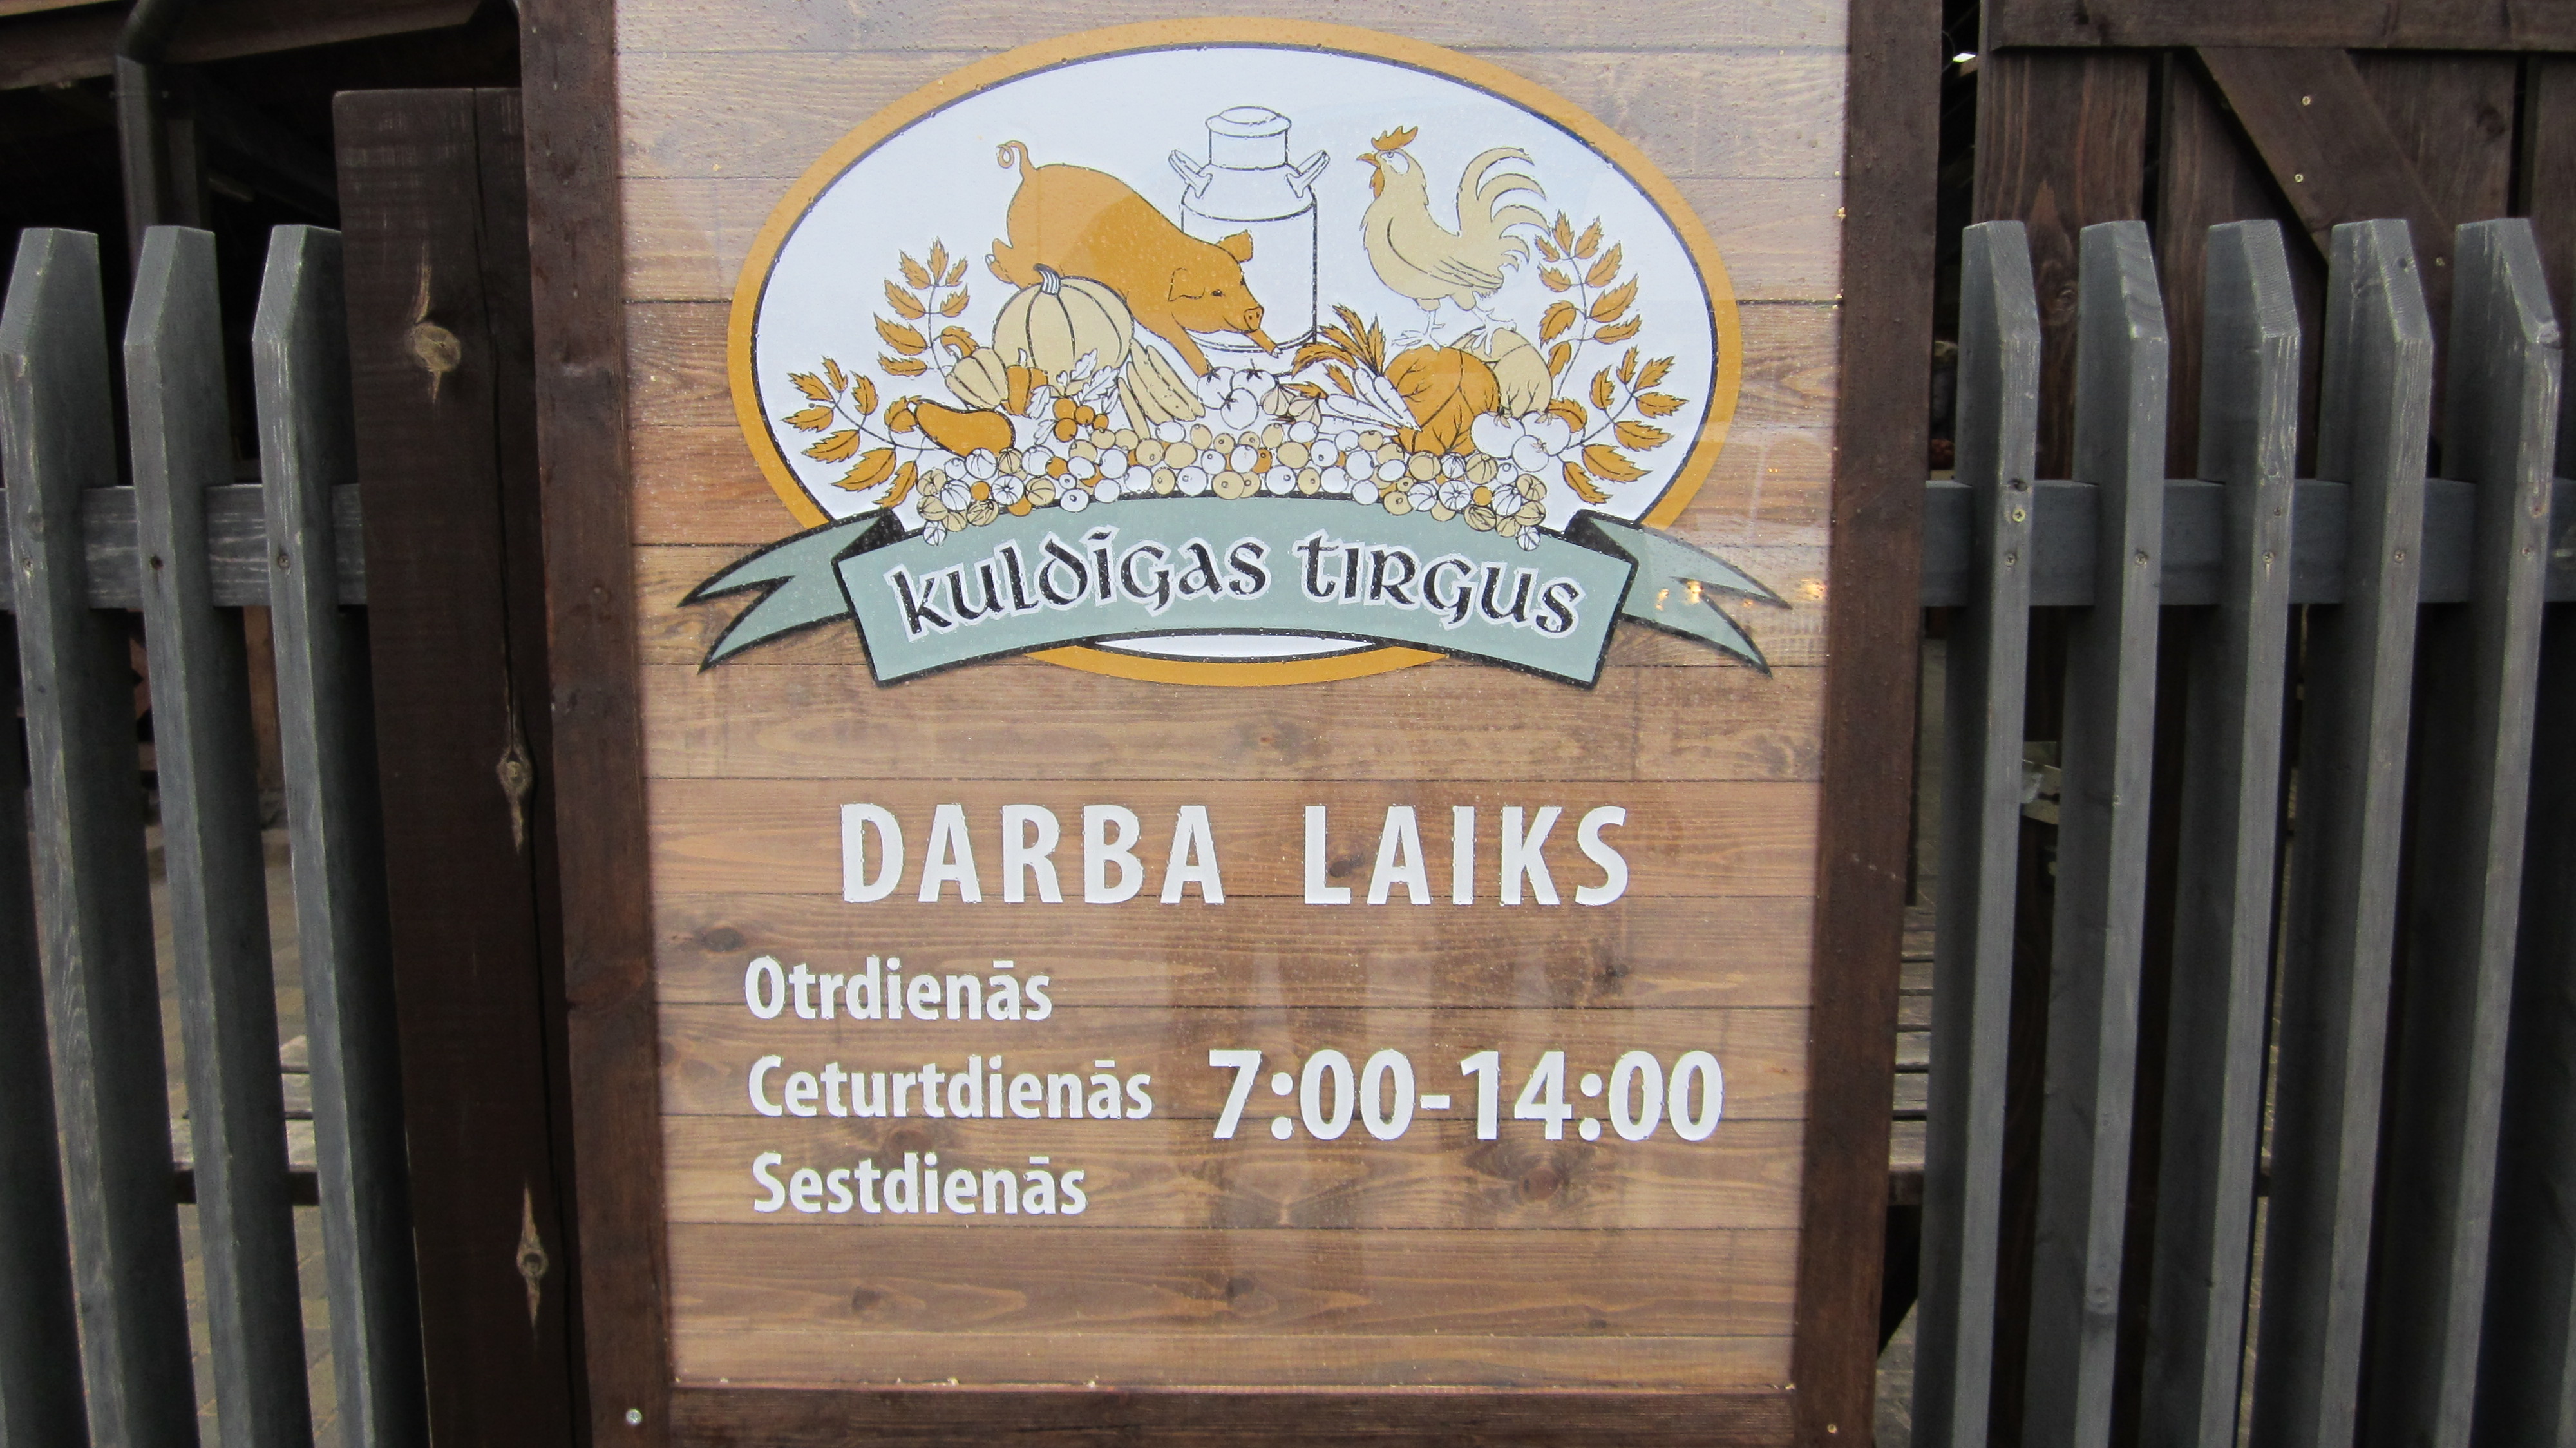 kuldīgas tirgus
DARBA LAIKS
Otrdienās
Ceturtdienās 7:00-14:00
Sestdienās